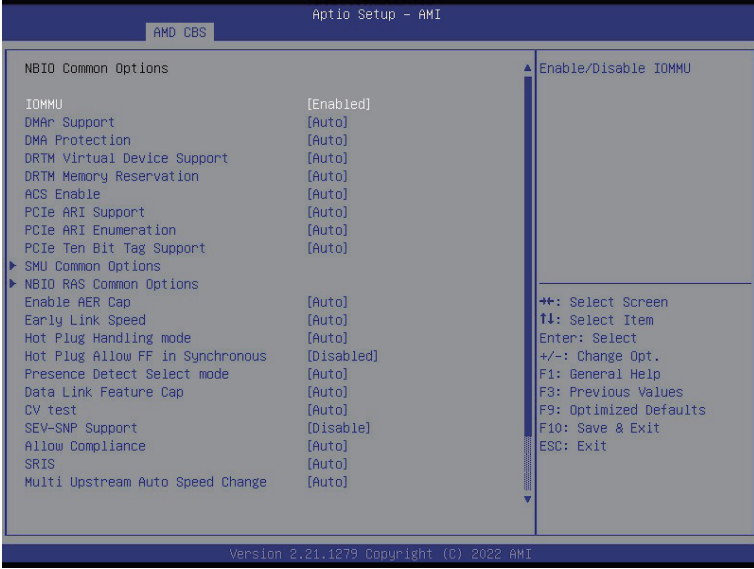 Aptio Setup – AMI
AMD CBS
NBIO Common Options
IOMMU [Enabled]
DMAr Support [Auto]
DMA Protection [Auto]
DRTM Virtual Device Support [Auto]
DRTM Memory Reservation [Auto]
ACS Enable [Auto]
PCIe ARI Support [Auto]
PCIe ARI Enumeration [Auto]
PCIe Ten Bit Tag Support [Auto]
SMU Common Options
NBIO RAS Common Options
Enable AER Cap [Auto]
Early Link Speed [Auto]
Hot Plug Handling mode [Auto]
Hot Plug Allow FF in Synchronous [Disabled]
Presence Detect Select mode [Auto]
Data Link Feature Cap [Auto]
CV test [Auto]
SEV-SNP Support [Disable]
Allow Compliance [Auto]
SRIS [Auto]
Multi Upstream Auto Speed Change [Auto]
Enable/Disable IOMMU
→←: Select Screen
↑↓: Select Item
Enter: Select
+/-: Change Opt.
F1: General Help
F3: Previous Values
F9: Optimized Defaults
F10: Save & Exit
ESC: Exit
Version 2.21.1279 Copyright (C) 2022 AMI